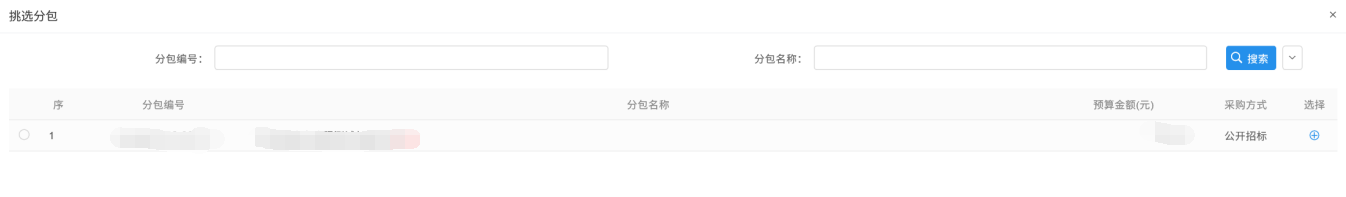 挑选分包 ×
分包编号： 分包名称： 搜索
序 分包编号 分包名称 预算金额(元) 采购方式 选择
1 公开招标